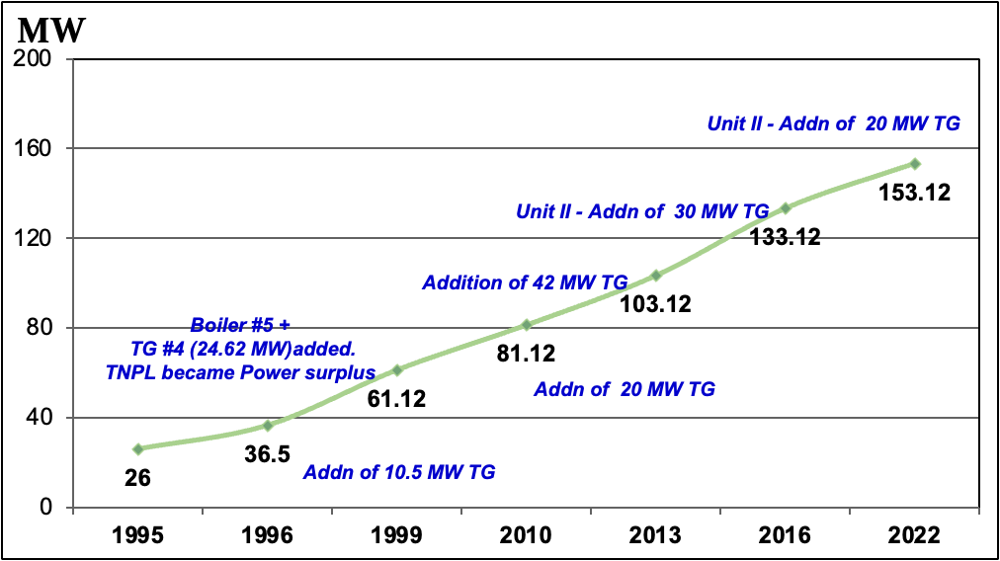 MW
200
Unit II - Addn of  20 MW TG
160
153.12
Unit II - Addn of  30 MW TG
120
133.12
Addition of 42 MW TG
103.12
Boiler #5 +
80
TG #4 (24.62 MW)added.
81.12
TNPL became Power surplus
Addn of  20 MW TG
61.12
40
36.5
Addn of 10.5 MW TG
26
0
1995 1996 1999 2010 2013 2016 2022